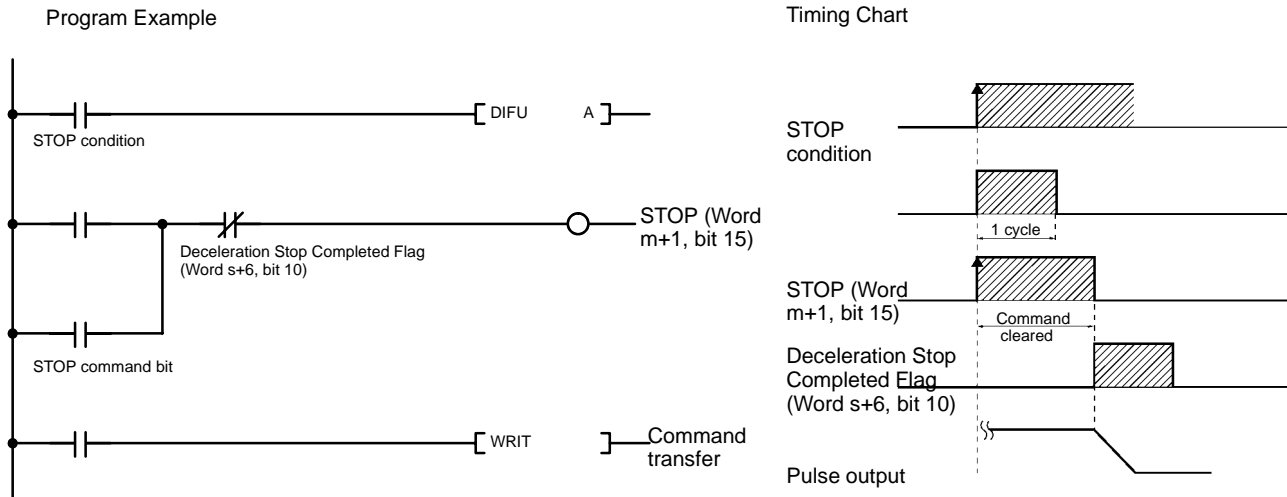 Program Example
STOP condition
DIFU A
Deceleration Stop Completed Flag
(Word s+6, bit 10)
STOP (Word
m+1, bit 15)
STOP command bit
WRIT
Command
transfer
Timing Chart
STOP
condition
1 cycle
STOP (Word
m+1, bit 15)
Command
cleared
Deceleration Stop
Completed Flag
(Word s+6, bit 10)
Pulse output